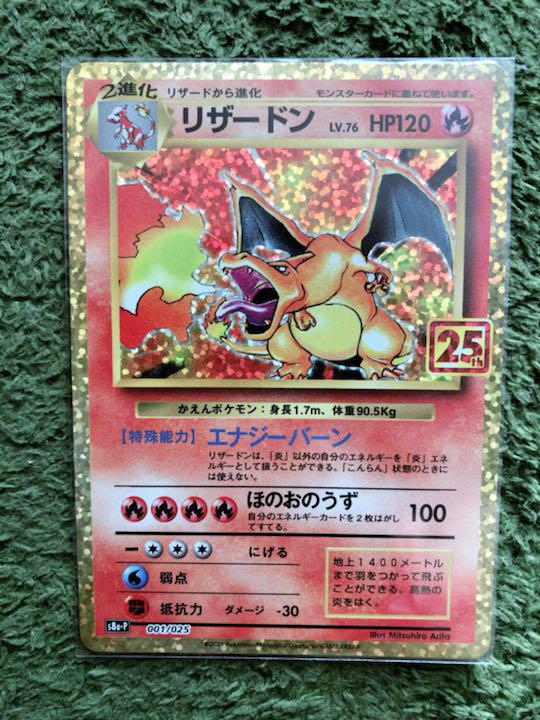 2進化 リザードから進化 モンスターカードに重ねて使います。
リザードン LV.76 HP120
25th
かえんポケモン：身長1.7m、体重90.5Kg
【特殊能力】エナジーバーン
リザードンは、「炎」以外の自分のエネルギーを「炎」エネ
ルギーとして扱うことができる。「こんらん」状態のときに
は使えない。
ほのおのうず 100
自分のエネルギーカードを２枚はがし
てすてる。
にげる
弱点
抵抗力 ダメージ -30
地上１４００メートル
まで羽をつかって飛ぶ
ことができる。高熱の
炎をはく。
s8a-P 001/025
Illus Mitsuhiro Arita
©2021 Pokémon/Nintendo/Creatures/GAME FREAK